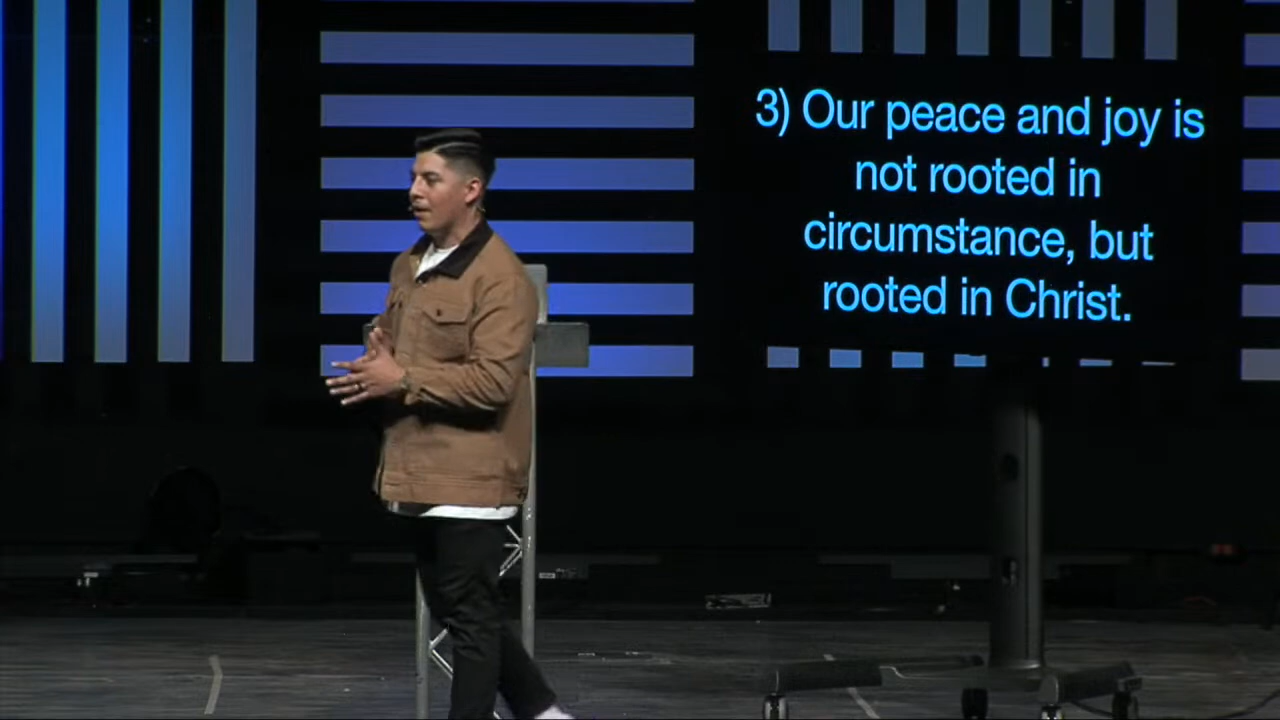 3) Our peace and joy is
not rooted in
circumstance, but
rooted in Christ.